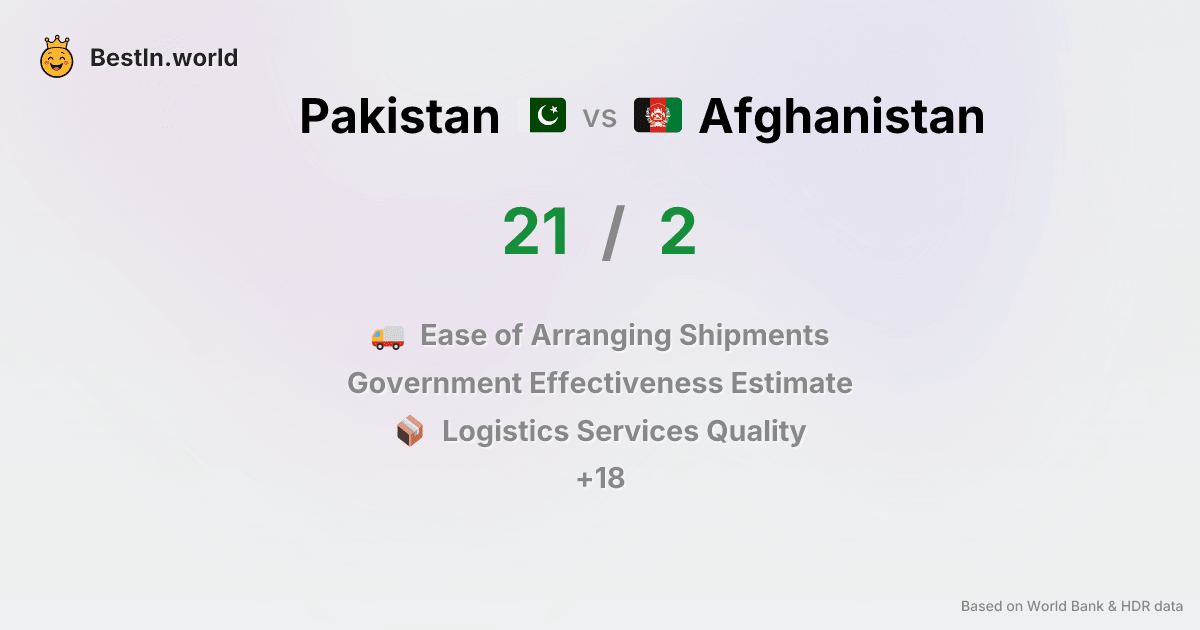 BestIn.world
Pakistan vs Afghanistan
21 / 2
Ease of Arranging Shipments
Government Effectiveness Estimate
Logistics Services Quality
+18
Based on World Bank & HDR data